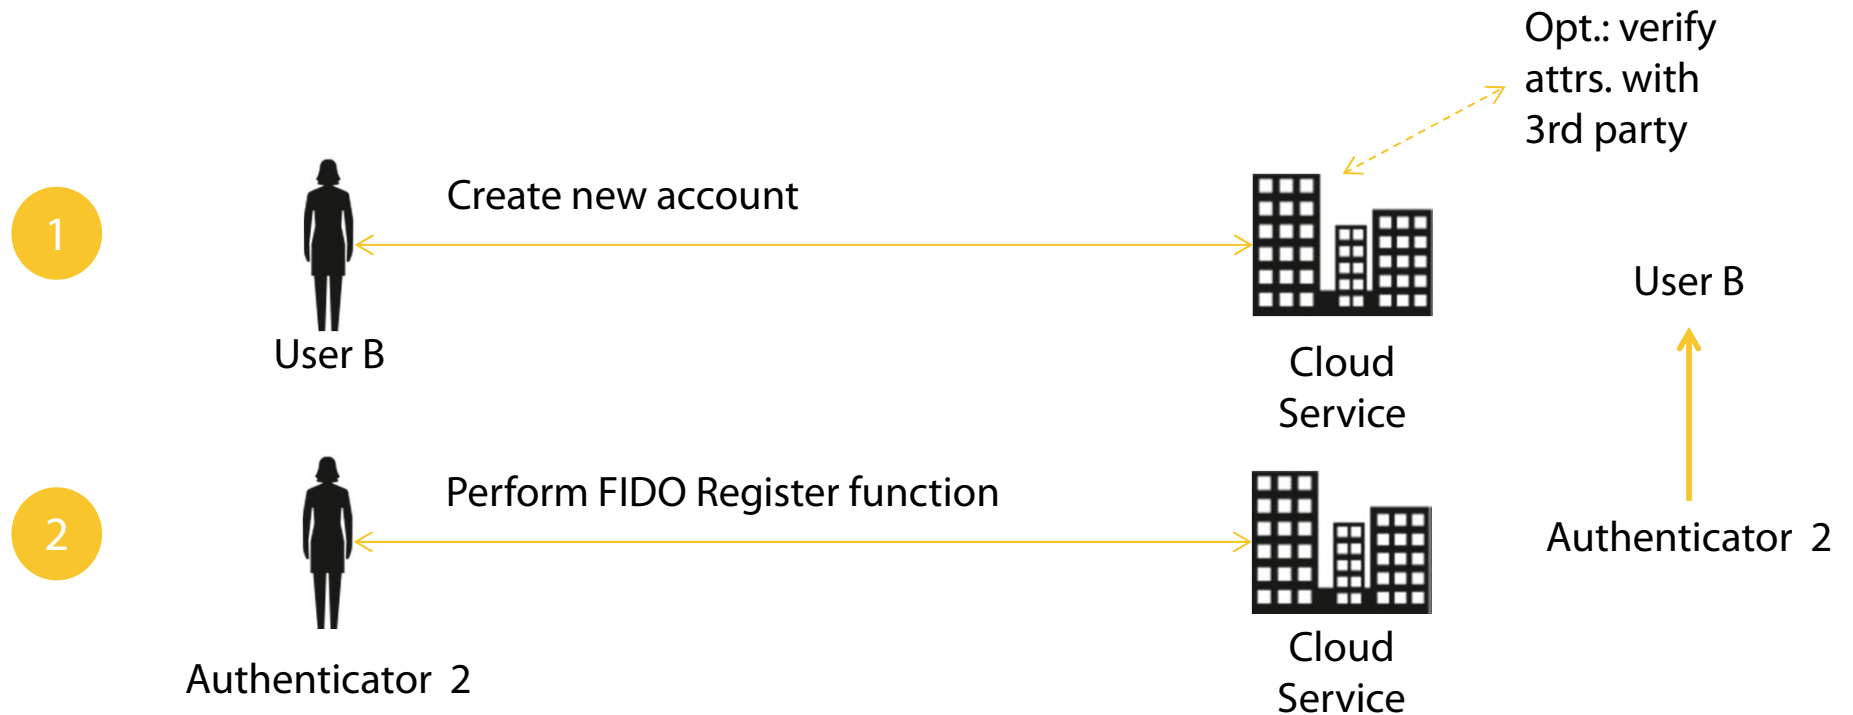 Opt.: verify
attrs. with
3rd party
1
Create new account
User B
Cloud
Service
User B
2
Perform FIDO Register function
Authenticator 2
Cloud
Service
Authenticator 2